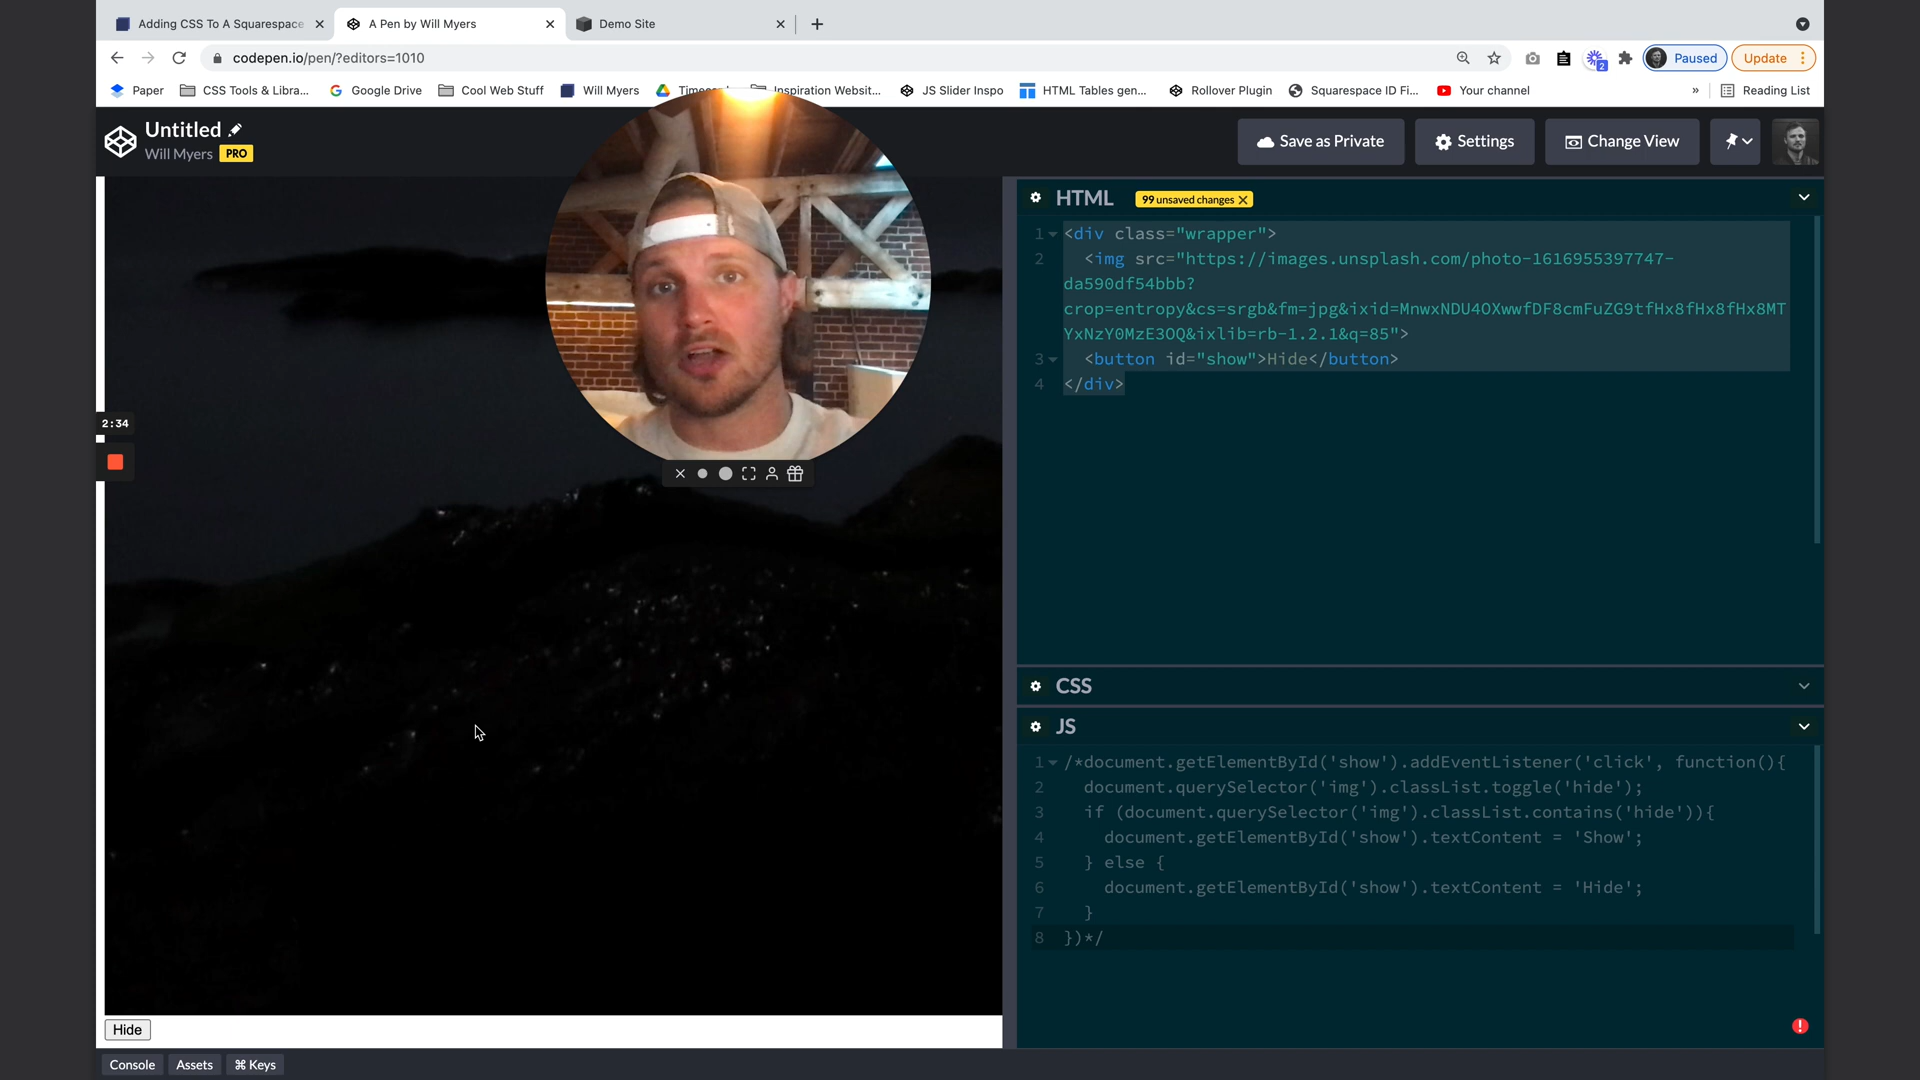 Adding CSS To A Squarespace
A Pen by Will Myers
Demo Site
codepen.io/pen/?editors=1010
2
Paused
Update
Paper
CSS Tools & Libra...
Google Drive
Cool Web Stuff
Will Myers
Inspiration Websit...
JS Slider Inspo
HTML Tables gen...
Rollover Plugin
Squarespace ID Fi...
Your channel
»
Reading List
Untitled
Will Myers PRO
Save as Private
Settings
Change View
HTML
99 unsaved changes X
1 <div class="wrapper">
2 <img src="https://images.unsplash.com/photo-1616955397747-
da590df54bbb?
crop=entropy&cs=srgb&fm=jpg&ixid=MnwxNDU4OXwwfDF8cmFuZG9tfHx8fHx8fHx8MT
YxNzY0MzE3OQ&ixlib=rb-1.2.1&q=85">
3 <button id="show">Hide</button>
4 </div>
2:34
CSS
JS
1 /*document.getElementById('show').addEventListener('click', function(){
2 document.querySelector('img').classList.toggle('hide');
3 if (document.querySelector('img').classList.contains('hide')){
4 document.getElementById('show').textContent = 'Show';
5 } else {
6 document.getElementById('show').textContent = 'Hide';
7 }
8 })*/
Hide
Console
Assets
⌘ Keys